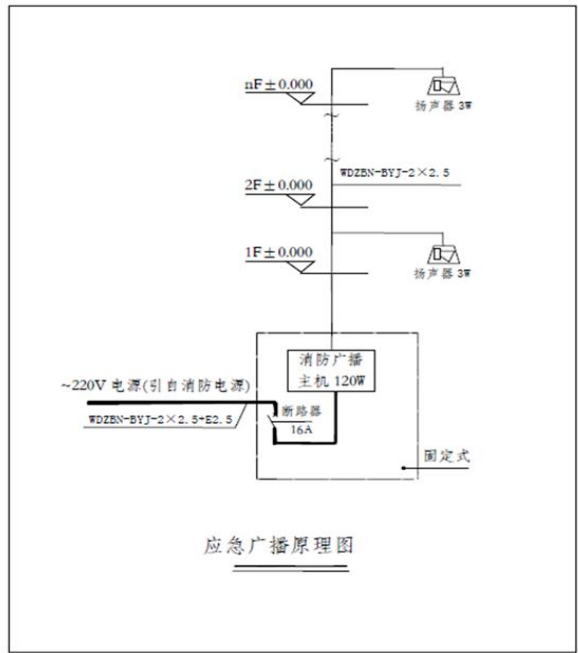 nF±0.000
扬声器 3W
WDZBN-BYJ-2×2.5
2F±0.000
1F±0.000
扬声器 3W
消防广播
主机 120W
~220V 电源(引自消防电源)
断路器
16A
WDZBN-BYJ-2×2.5+E2.5
固定式
应急广播原理图